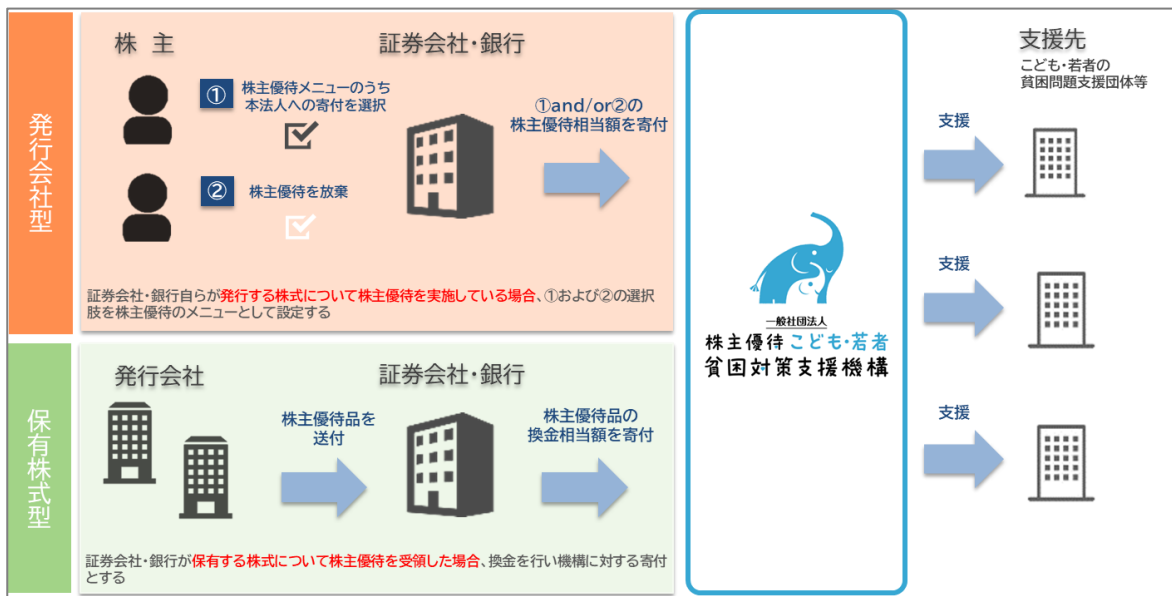 発行会社型
株 主
証券会社・銀行
①
株主優待メニューのうち
本法人への寄付を選択
②
株主優待を放棄
①and/or②の
株主優待相当額を寄付
証券会社・銀行自らが発行する株式について株主優待を実施している場合、①および②の選択
肢を株主優待のメニューとして設定する
保有株式型
発行会社
証券会社・銀行
株主優待品を
送付
株主優待品の
換金相当額を寄付
証券会社・銀行が保有する株式について株主優待を受領した場合、換金を行い機構に対する寄付
とする
一般社団法人
株主優待こども・若者
貧困対策支援機構
支援先
こども・若者の
貧困問題支援団体等
支援
支援
支援